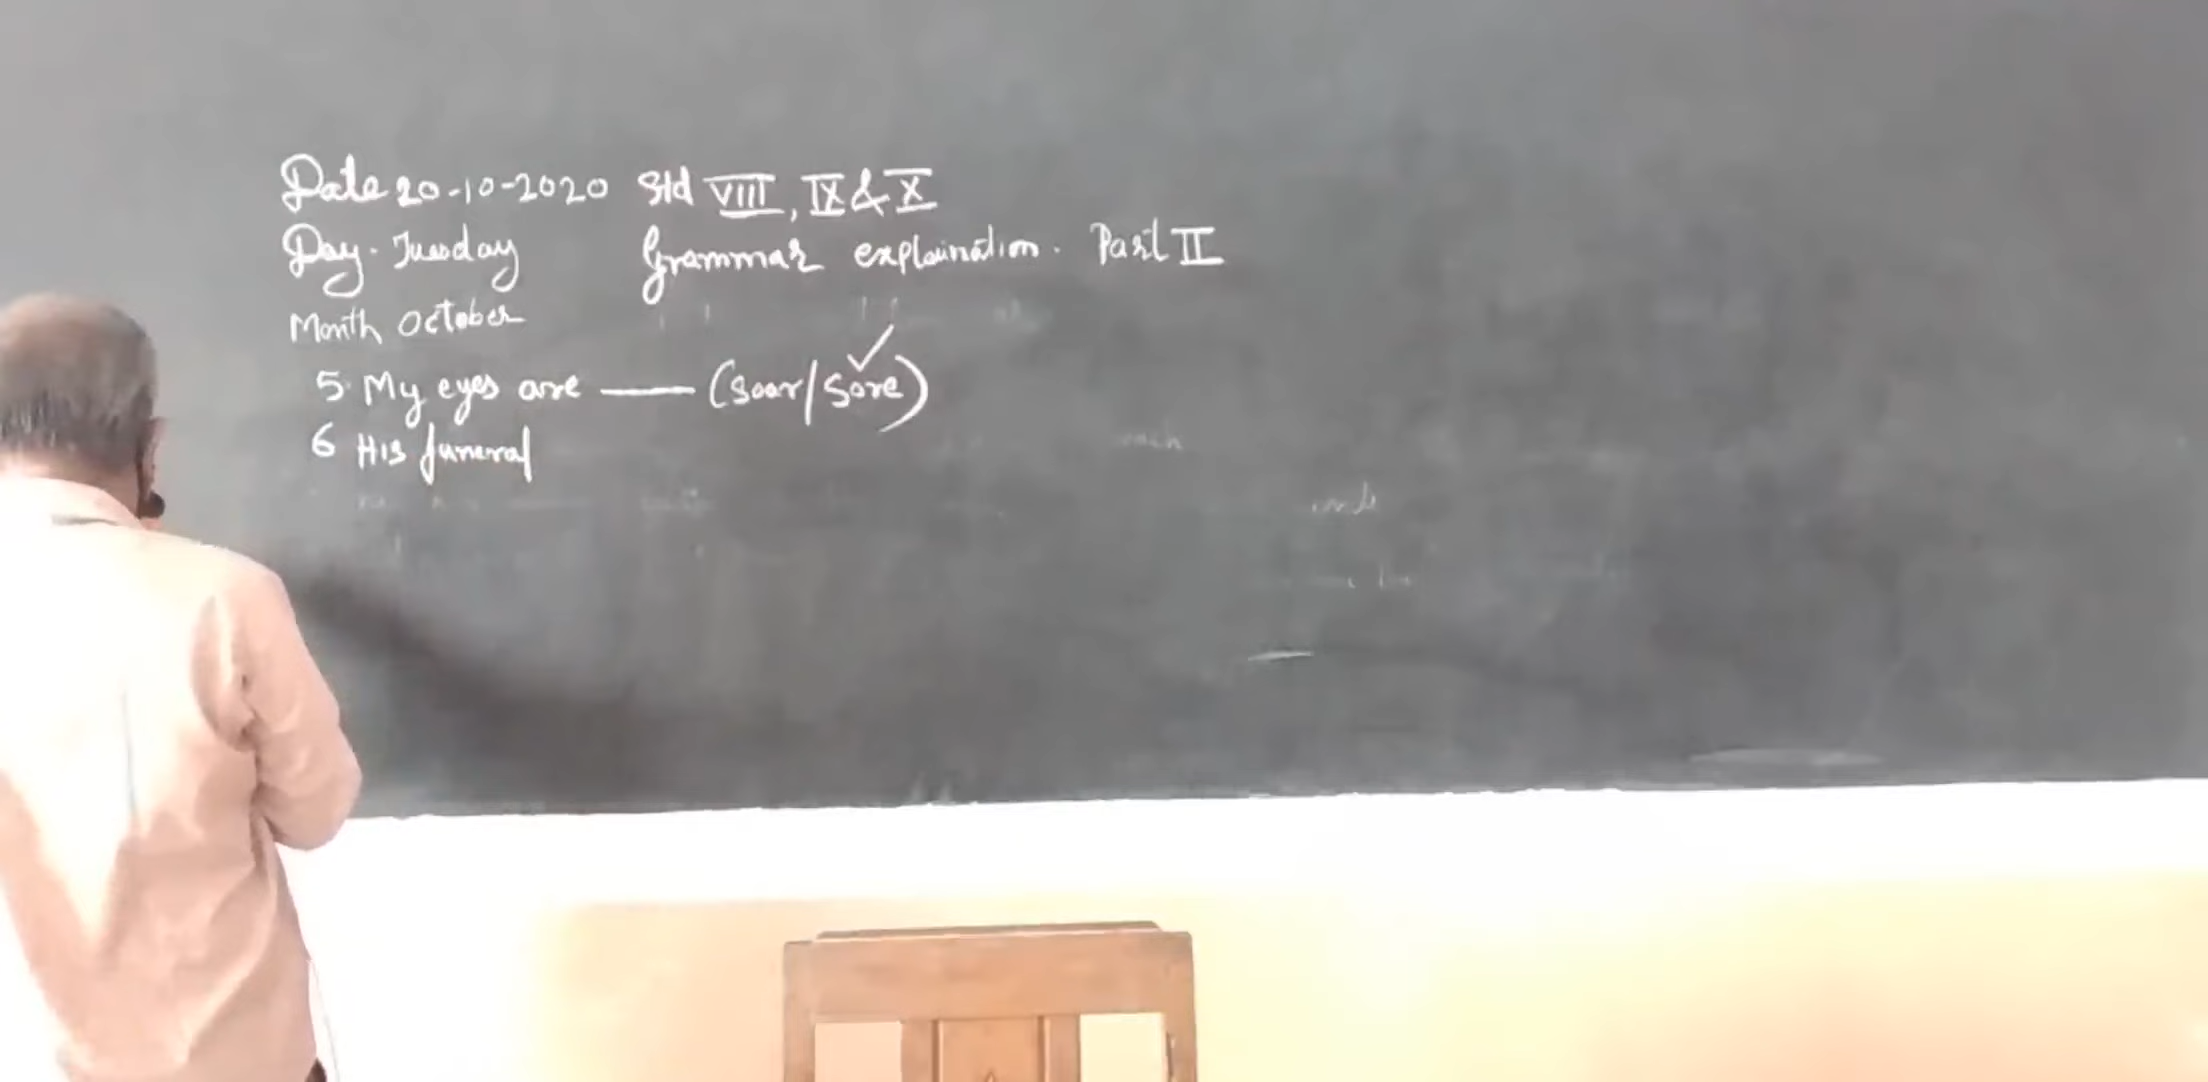 Date 20-10-2020 Std VIII, IX & X
Day. Tuesday Grammar explaination. Part II
Month October
5. My eyes are —— (soar/sore) ✓
6 His funeral